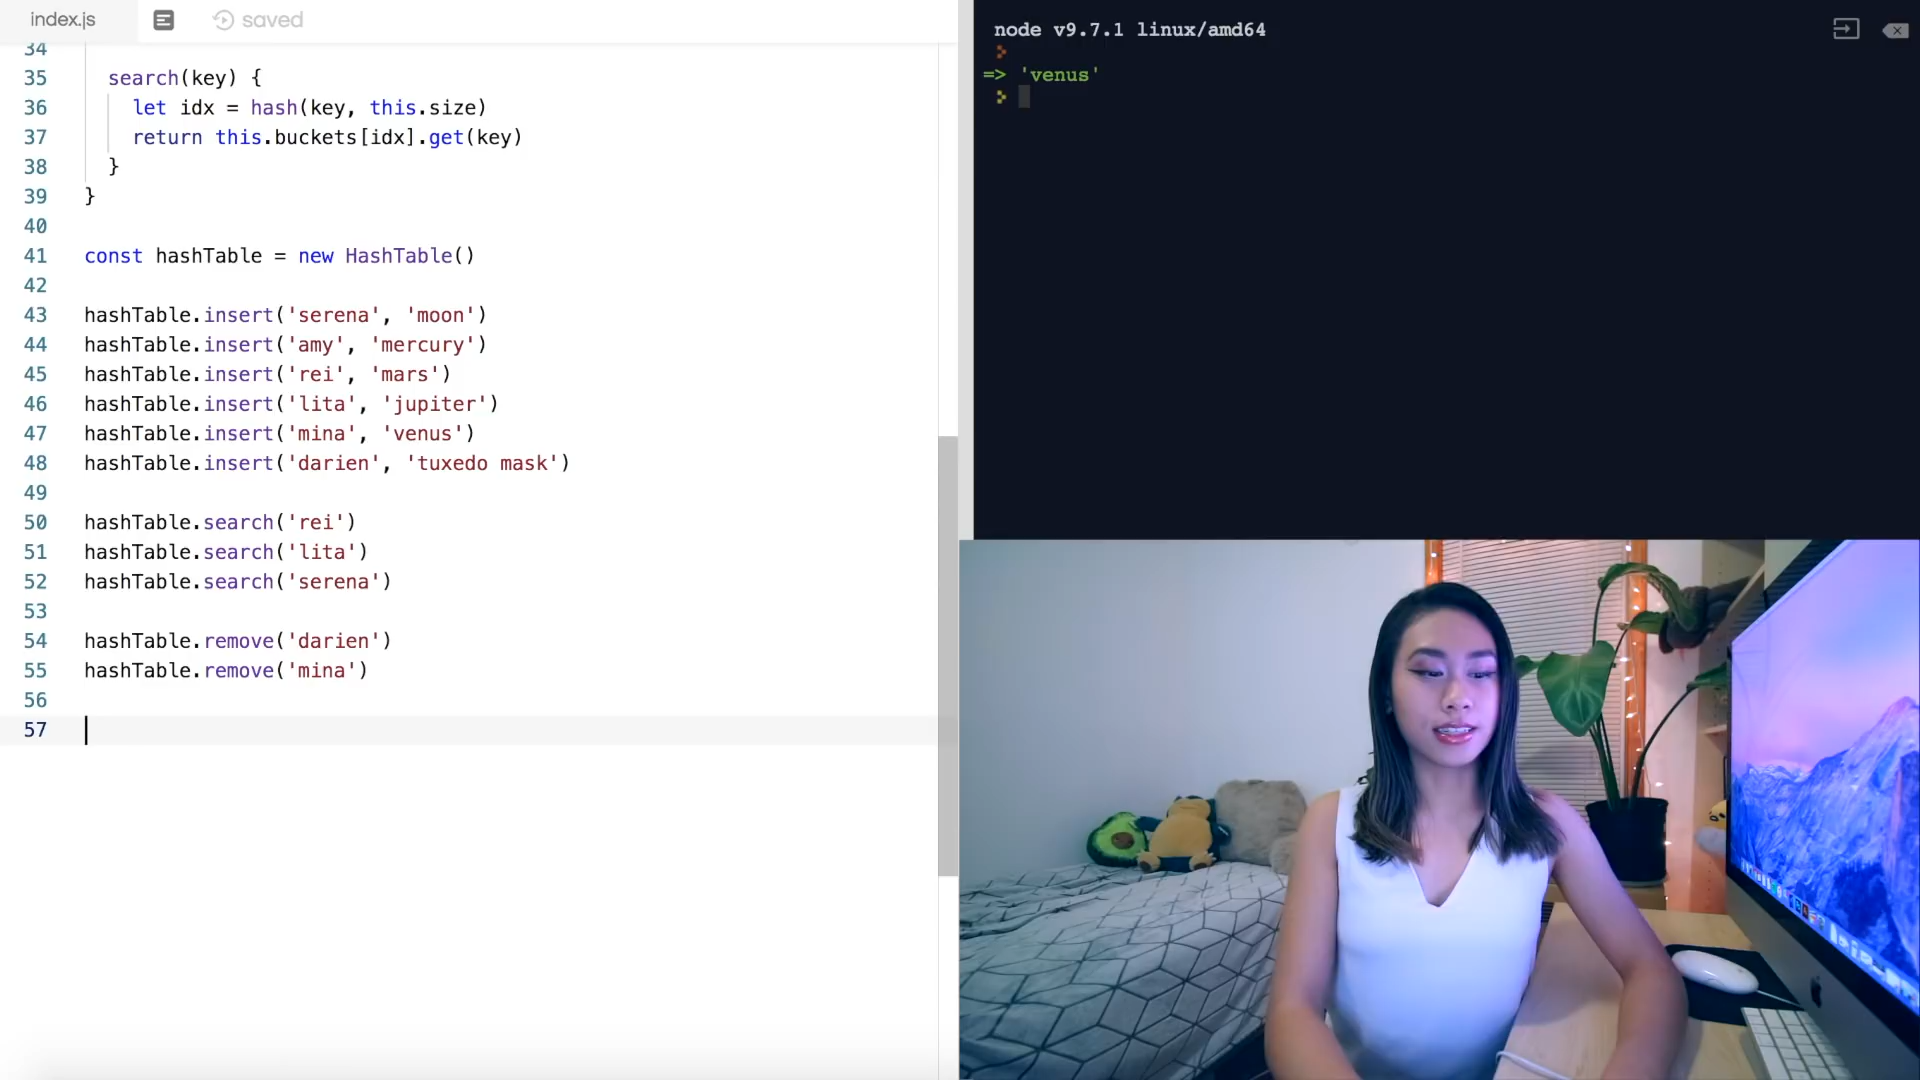 index.js
saved
34
35 search(key) {
36 let idx = hash(key, this.size)
37 return this.buckets[idx].get(key)
38 }
39 }
40
41 const hashTable = new HashTable()
42
43 hashTable.insert('serena', 'moon')
44 hashTable.insert('amy', 'mercury')
45 hashTable.insert('rei', 'mars')
46 hashTable.insert('lita', 'jupiter')
47 hashTable.insert('mina', 'venus')
48 hashTable.insert('darien', 'tuxedo mask')
49
50 hashTable.search('rei')
51 hashTable.search('lita')
52 hashTable.search('serena')
53
54 hashTable.remove('darien')
55 hashTable.remove('mina')
56
57
node v9.7.1 linux/amd64
>
=> 'venus'
>